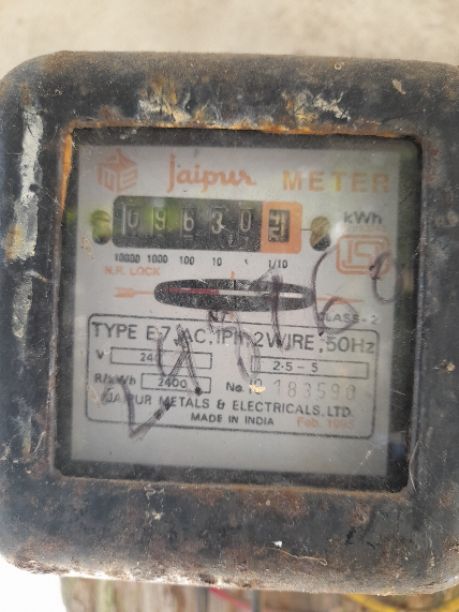 Jaipur METER
09630
kWh
10000 1000 100 10 1 1/10
N.R. LOCK
CLASS-2
TYPE E7, AC, 1PH, 2WIRE, 50Hz
V 240 2.5-5
R/kWh 2400 No. 183590
JAIPUR METALS & ELECTRICALS, LTD.
MADE IN INDIA Feb.